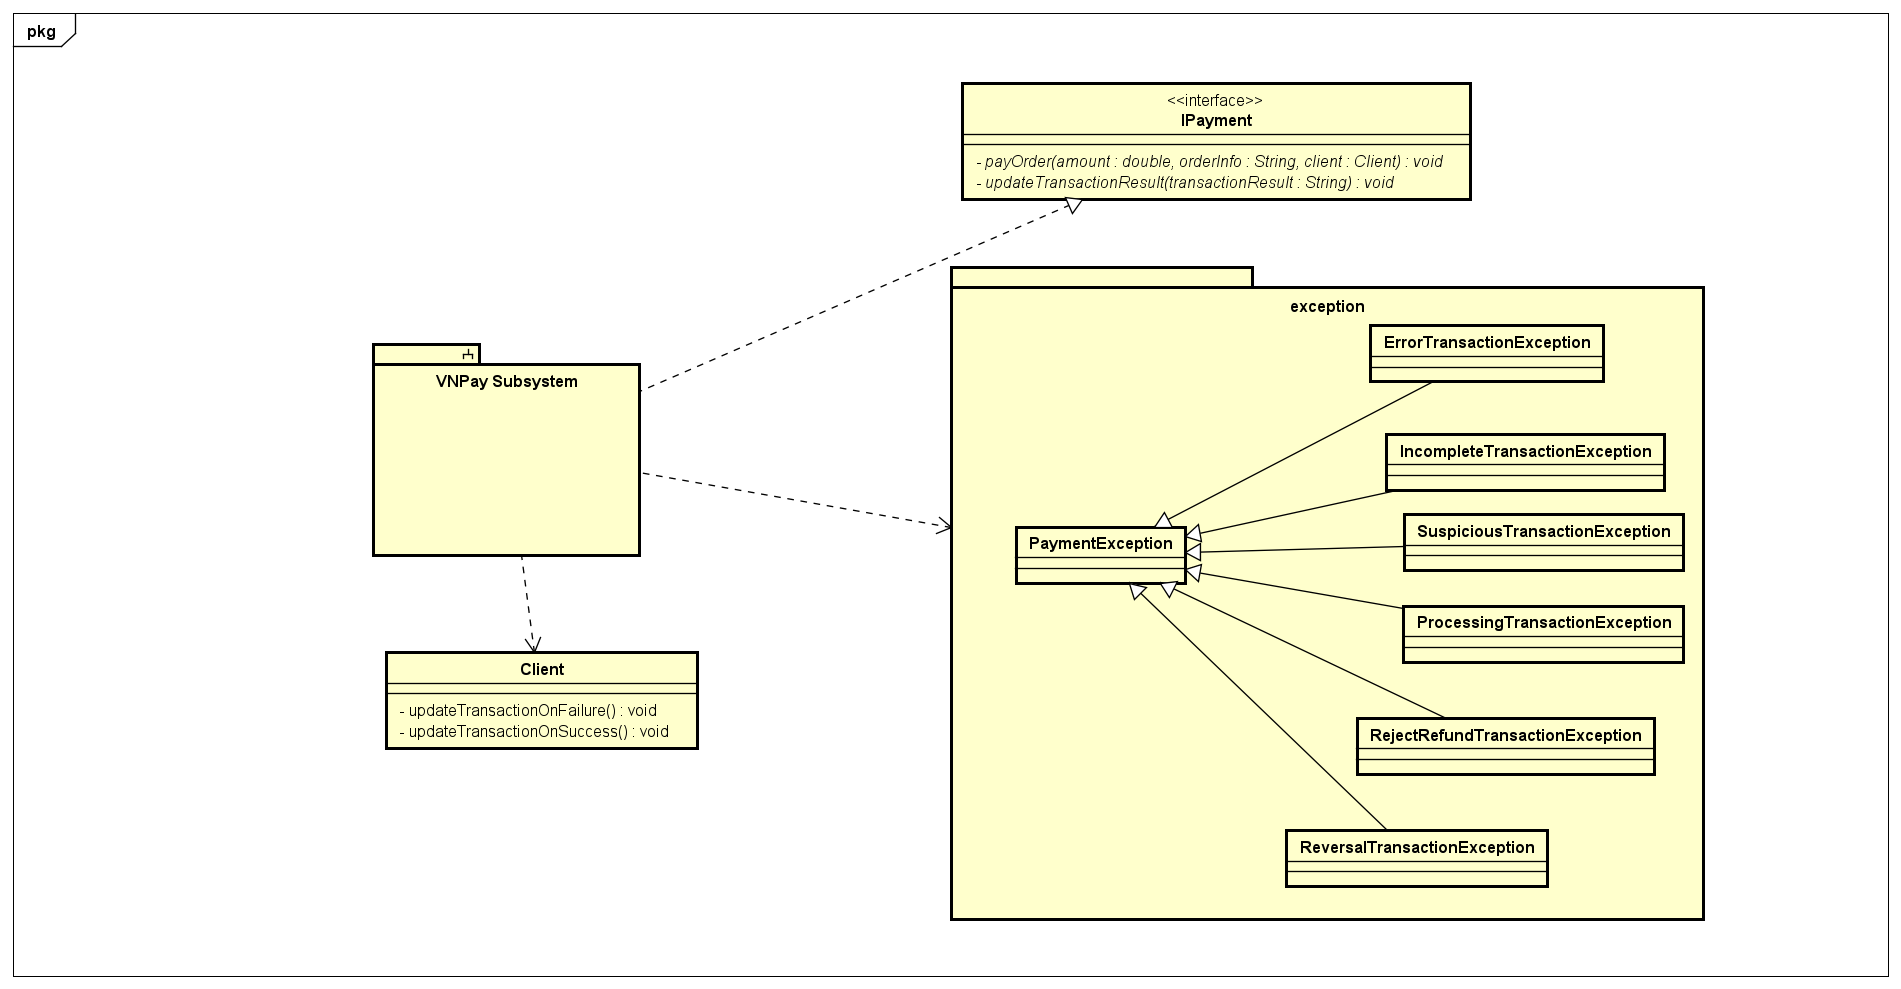 pkg
<<interface>>
IPayment
- payOrder(amount : double, orderInfo : String, client : Client) : void
- updateTransactionResult(transactionResult : String) : void
exception
ErrorTransactionException
VNPay Subsystem
IncompleteTransactionException
SuspiciousTransactionException
PaymentException
ProcessingTransactionException
Client
- updateTransactionOnFailure() : void
- updateTransactionOnSuccess() : void
RejectRefundTransactionException
ReversalTransactionException